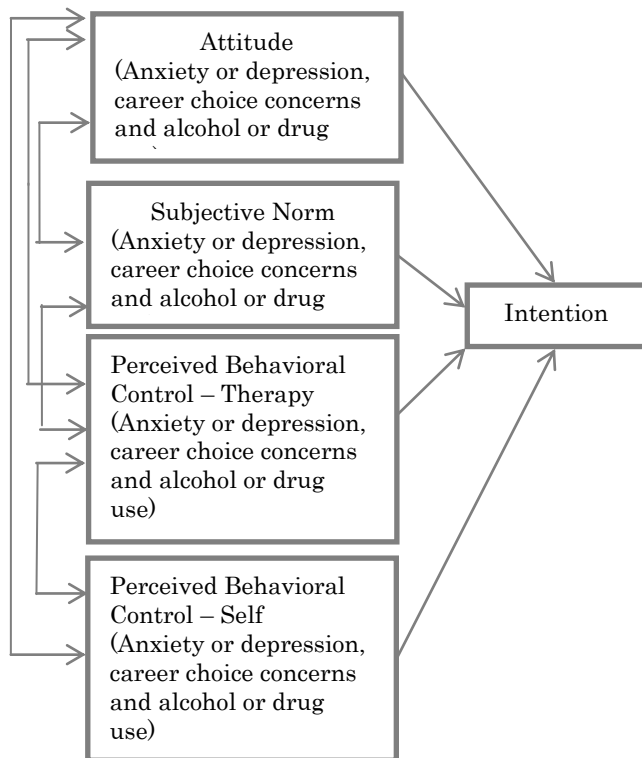 Attitude
(Anxiety or depression,
career choice concerns
and alcohol or drug
Subjective Norm
(Anxiety or depression,
career choice concerns
and alcohol or drug
Perceived Behavioral
Control – Therapy
(Anxiety or depression,
career choice concerns
and alcohol or drug
use)
Perceived Behavioral
Control – Self
(Anxiety or depression,
career choice concerns
and alcohol or drug
use)
Intention